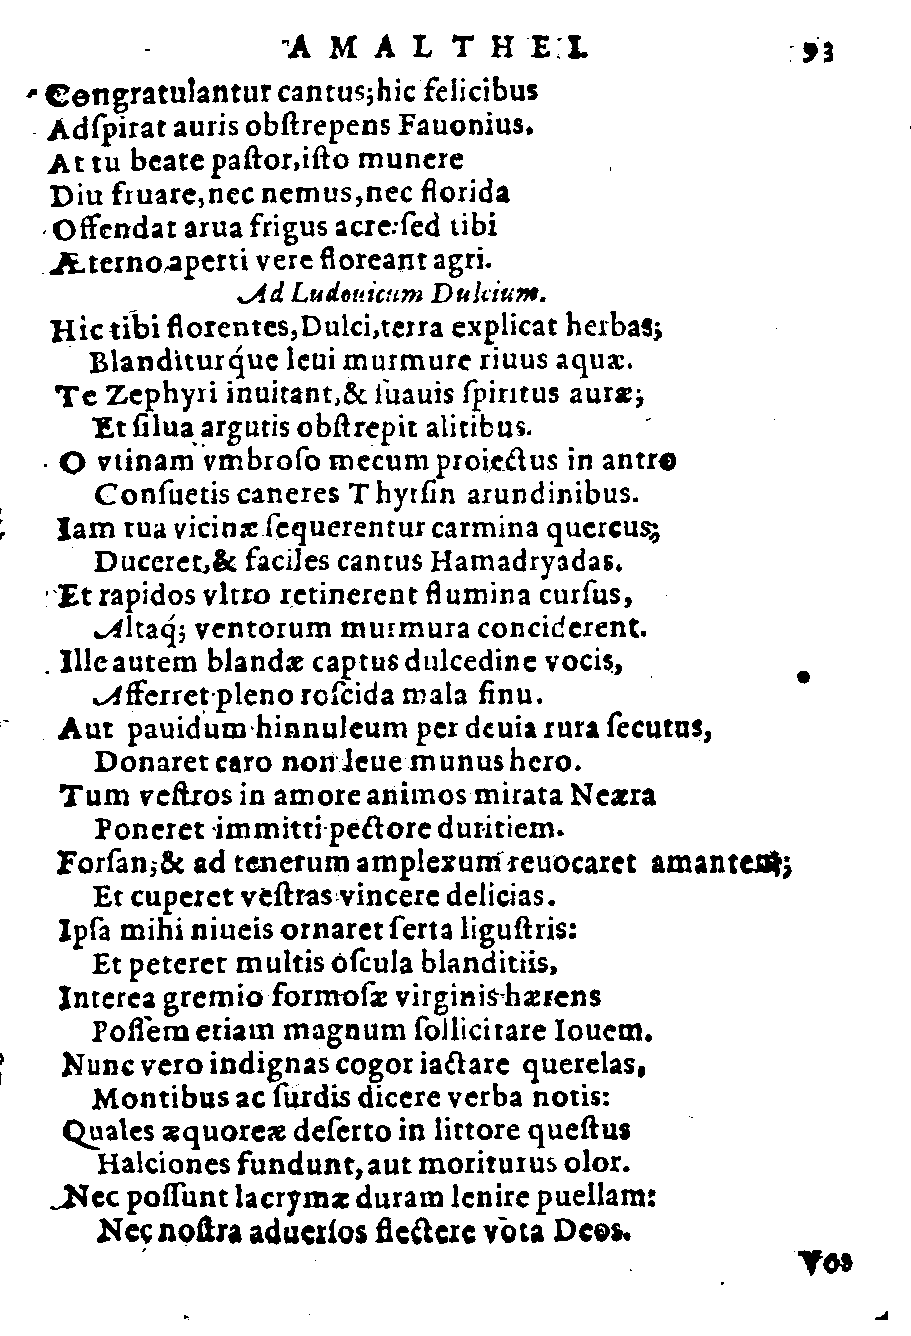 AMALTHEI. 93
Congratulantur cantus; hic felicibus
Adſpirat auris obſtrepens Fauonius.
At tu beate paſtor, iſto munere
Diu fruare, nec nemus, nec florida
Offendat arua frigus acre: ſed tibi
Æterno aperti vere floreant agri.
Ad Ludouicum Dulcium.
Hic tibi florentes, Dulci, terra explicat herbas;
Blanditurq́ue leui murmure riuus aquæ.
Te Zephyri inuitant, & ſuauis ſpiritus auræ;
Et ſilua argutis obſtrepit alitibus.
O vtinam vmbroſo mecum proiectus in antro
Conſuetis caneres Thyrſin arundinibus.
Iam tua vicinæ ſequerentur carmina quercus;
Duceret, & faciles cantus Hamadryadas.
Et rapidos vltro retinerent flumina curſus,
Altaq́; ventorum murmura conciderent.
Ille autem blandæ captus dulcedine vocis,
Afferret pleno roſcida mala ſinu.
Aut pauidum hinnuleum per deuia rura ſecutus,
Donaret caro non leue munus hero.
Tum veſtros in amore animos mirata Neæra
Poneret immitti pectore duritiem.
Forſan; & ad tenerum amplexum reuocaret amantem;
Et cuperet veſtras vincere delicias.
Ipſa mihi niueis ornaret ſerta liguſtris:
Et peteret multis oſcula blanditiis,
Interea gremio formoſæ virginis hærens
Poſſem etiam magnum ſollicitare Iouem.
Nunc vero indignas cogor iactare querelas,
Montibus ac ſurdis dicere verba notis:
Quales æquoreæ deſerto in littore queſtus
Halciones fundunt, aut moriturus olor.
Nec poſſunt lacrymæ duram lenire puellam:
Nec noſtra aduerſos flectere vota Deos.
Vos